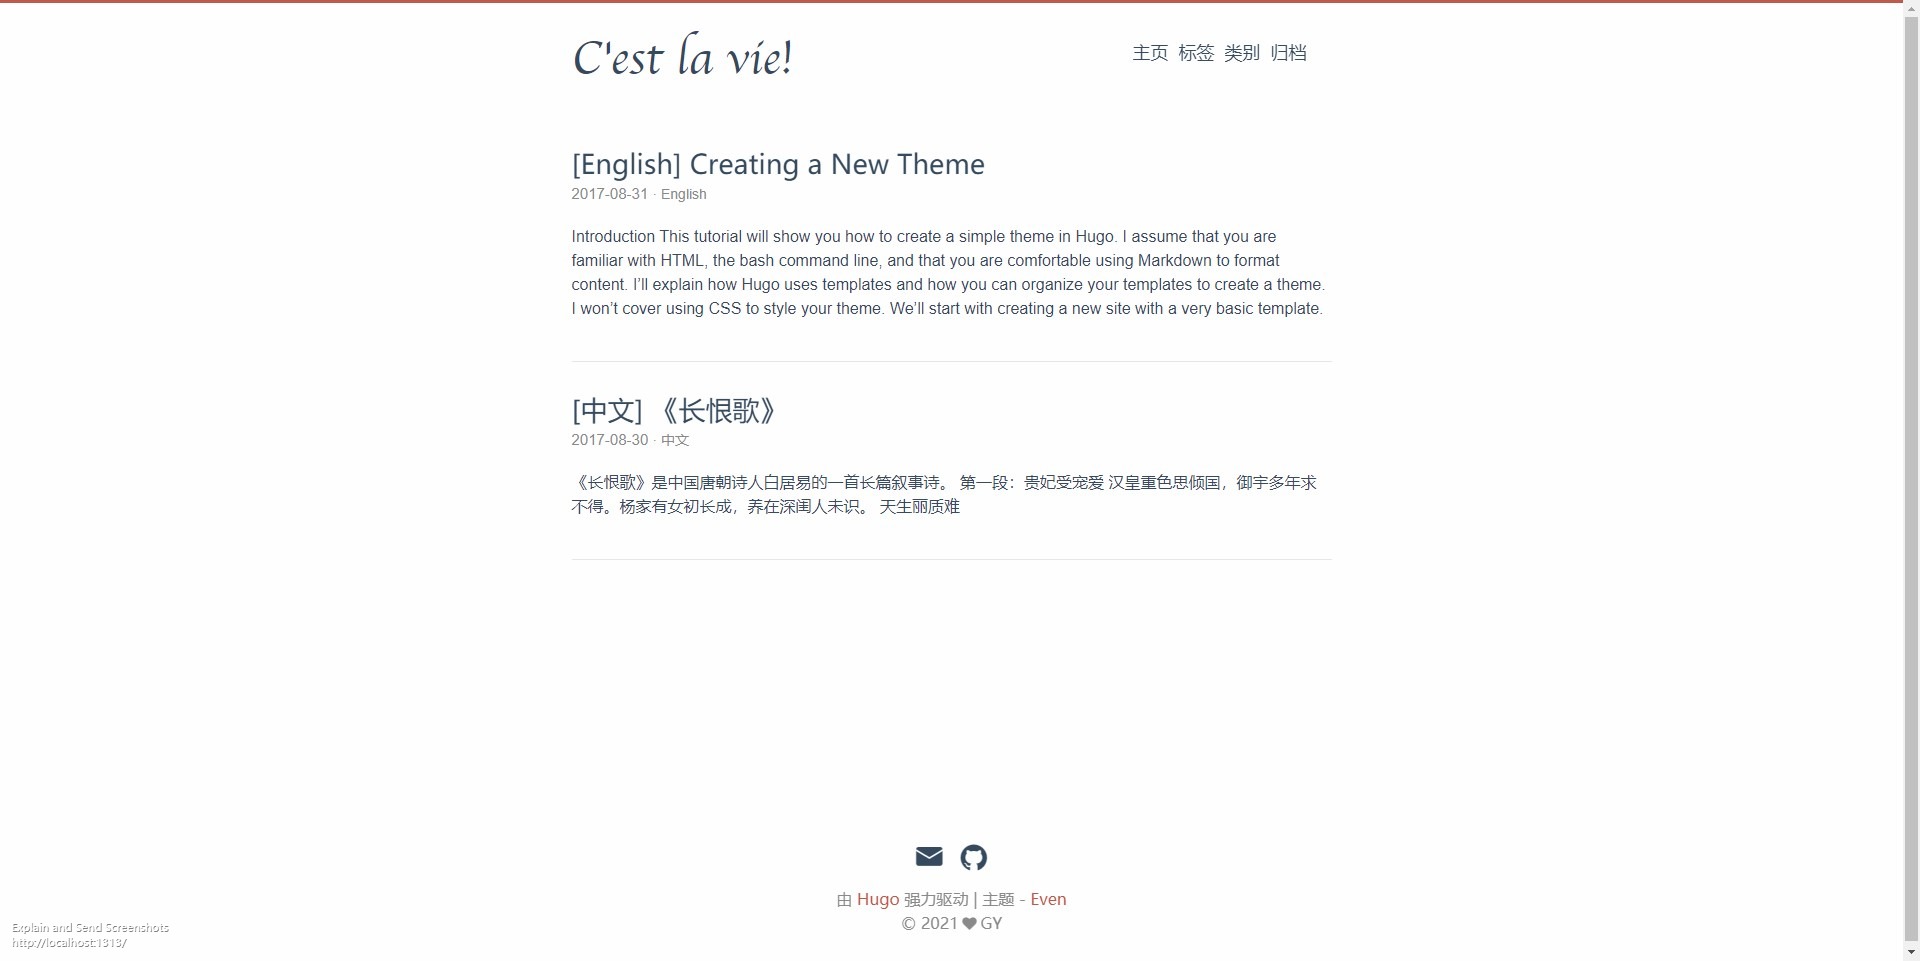 C'est la vie!
主页 标签 类别 归档
[English] Creating a New Theme
2017-08-31 · English
Introduction This tutorial will show you how to create a simple theme in Hugo. I assume that you are
familiar with HTML, the bash command line, and that you are comfortable using Markdown to format
content. I’ll explain how Hugo uses templates and how you can organize your templates to create a theme.
I won’t cover using CSS to style your theme. We’ll start with creating a new site with a very basic template.
[中文] 《长恨歌》
2017-08-30 · 中文
《长恨歌》是中国唐朝诗人白居易的一首长篇叙事诗。 第一段：贵妃受宠爱 汉皇重色思倾国，御宇多年求
不得。杨家有女初长成，养在深闺人未识。 天生丽质难
由 Hugo 强力驱动 | 主题 - Even
© 2021 ❤ GY
Explain and Send Screenshots
http://localhost:1313/